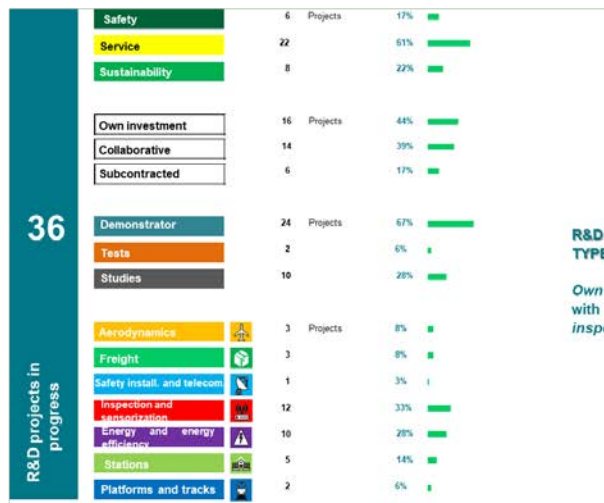 Safety 6 Projects 17%
Service 22 61%
Sustainability 8 22%
Own investment 16 Projects 44%
Collaborative 14 39%
Subcontracted 6 17%
36
R&D projects in
progress
Demonstrator 24 Projects 67%
Tests 2 6%
Studies 10 28%
R&D
TYPE
Own
with
inspe
Aerodynamics 3 Projects 8%
Freight 3 8%
Safety install. and telecom 1 3%
Inspection and
sensorization 12 33%
Energy and energy
efficiency 10 28%
Stations 5 14%
Platforms and tracks 2 6%